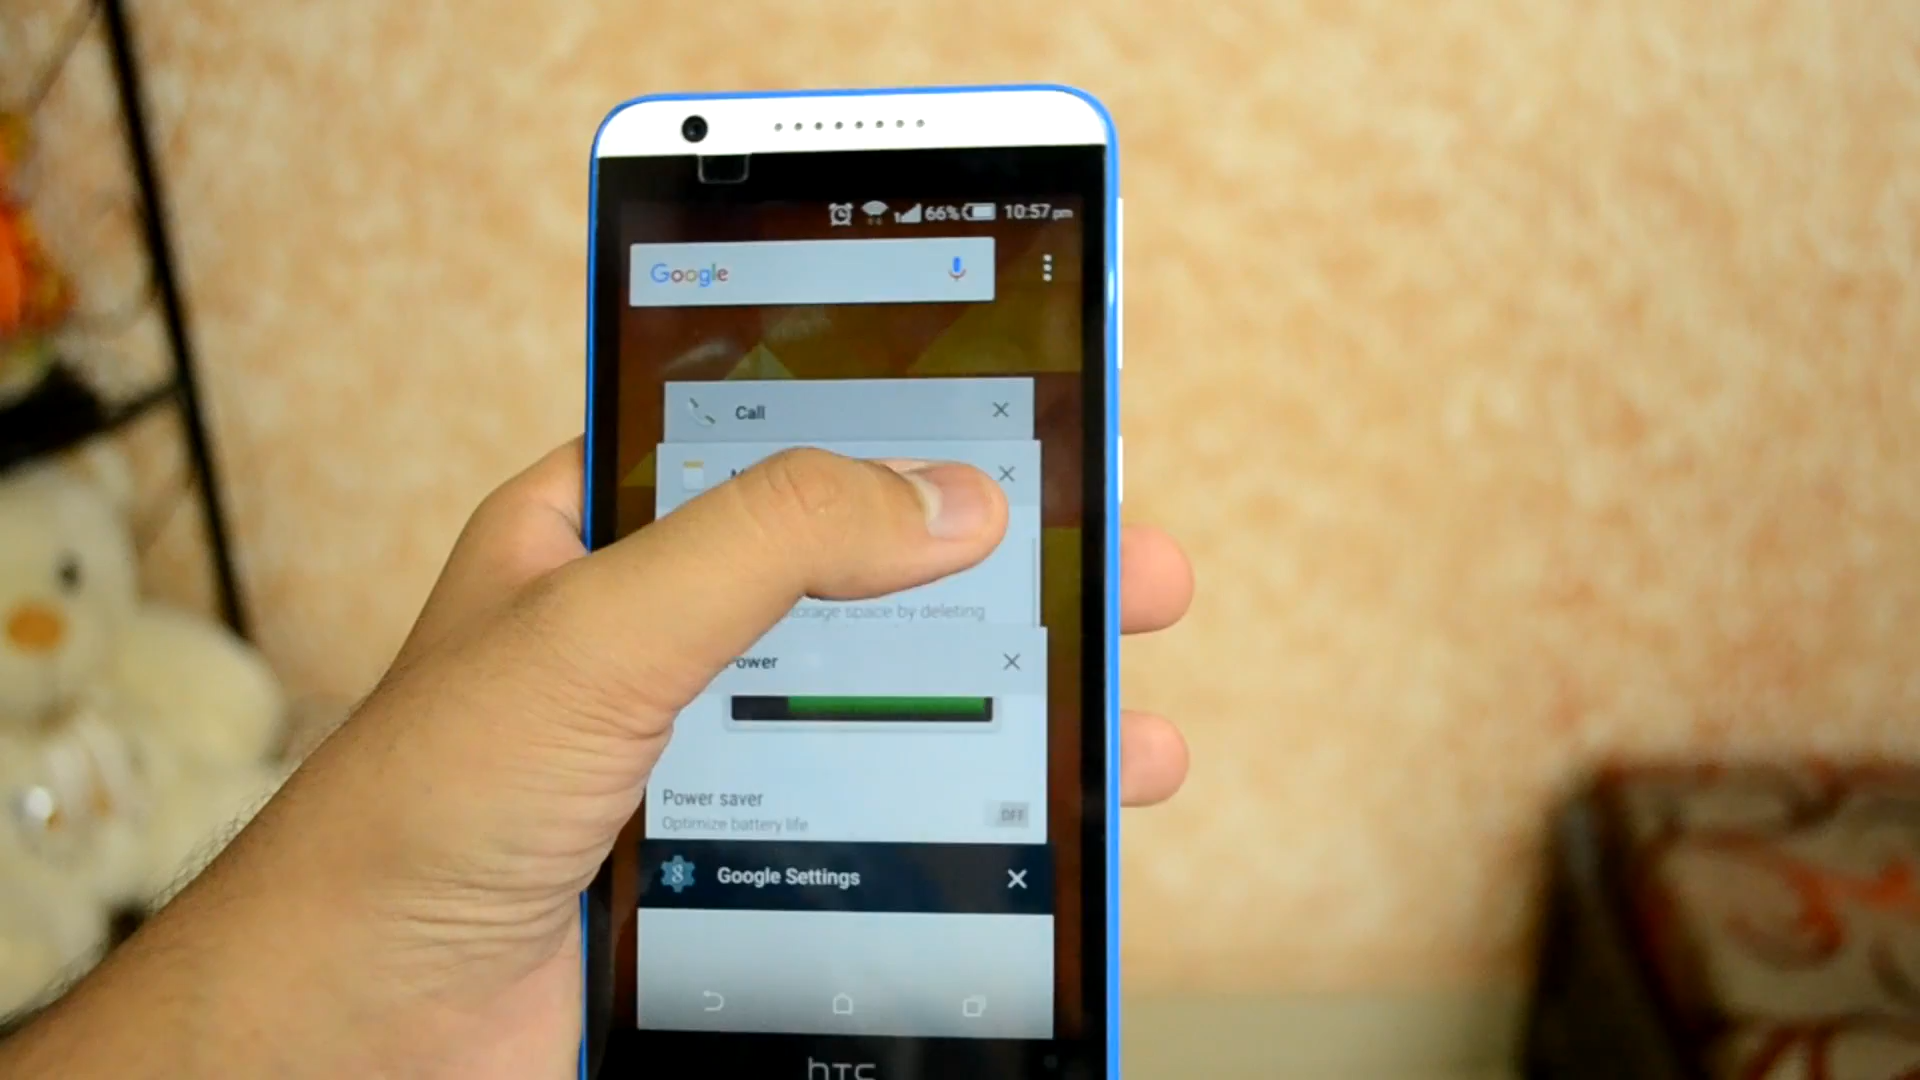 66% 10:57 pm
Google
Call
storage space by deleting
Power
Power saver
OFF
Optimize battery life
Google Settings
htc